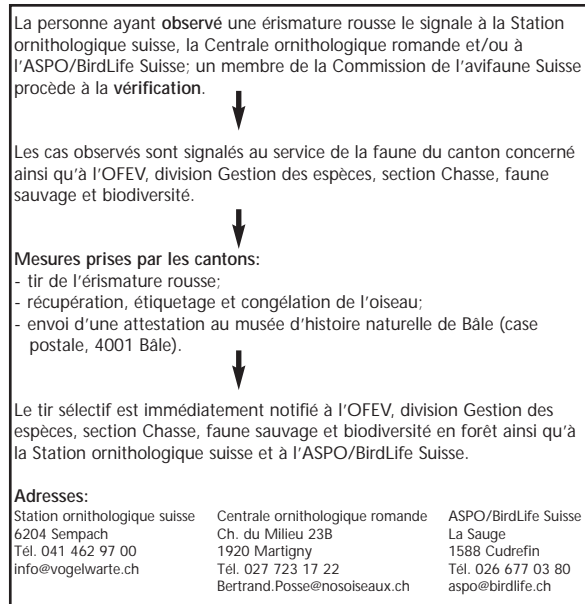 La personne ayant observé une érismature rousse le signale à la Station
ornithologique suisse, la Centrale ornithologique romande et/ou à
l'ASPO/BirdLife Suisse; un membre de la Commission de l'avifaune Suisse
procède à la vérification.
Les cas observés sont signalés au service de la faune du canton concerné
ainsi qu'à l'OFEV, division Gestion des espèces, section Chasse, faune
sauvage et biodiversité.
Mesures prises par les cantons:
- tir de l'érismature rousse;
- récupération, étiquetage et congélation de l'oiseau;
- envoi d'une attestation au musée d'histoire naturelle de Bâle (case
postale, 4001 Bâle).
Le tir sélectif est immédiatement notifié à l'OFEV, division Gestion des
espèces, section Chasse, faune sauvage et biodiversité en forêt ainsi qu'à
la Station ornithologique suisse et à l'ASPO/BirdLife Suisse.
Adresses:
Station ornithologique suisse
6204 Sempach
Tél. 041 462 97 00
info@vogelwarte.ch
Centrale ornithologique romande
Ch. du Milieu 23B
1920 Martigny
Tél. 027 723 17 22
Bertrand.Posse@nosoiseaux.ch
ASPO/BirdLife Suisse
La Sauge
1588 Cudrefin
Tél. 026 677 03 80
aspo@birdlife.ch